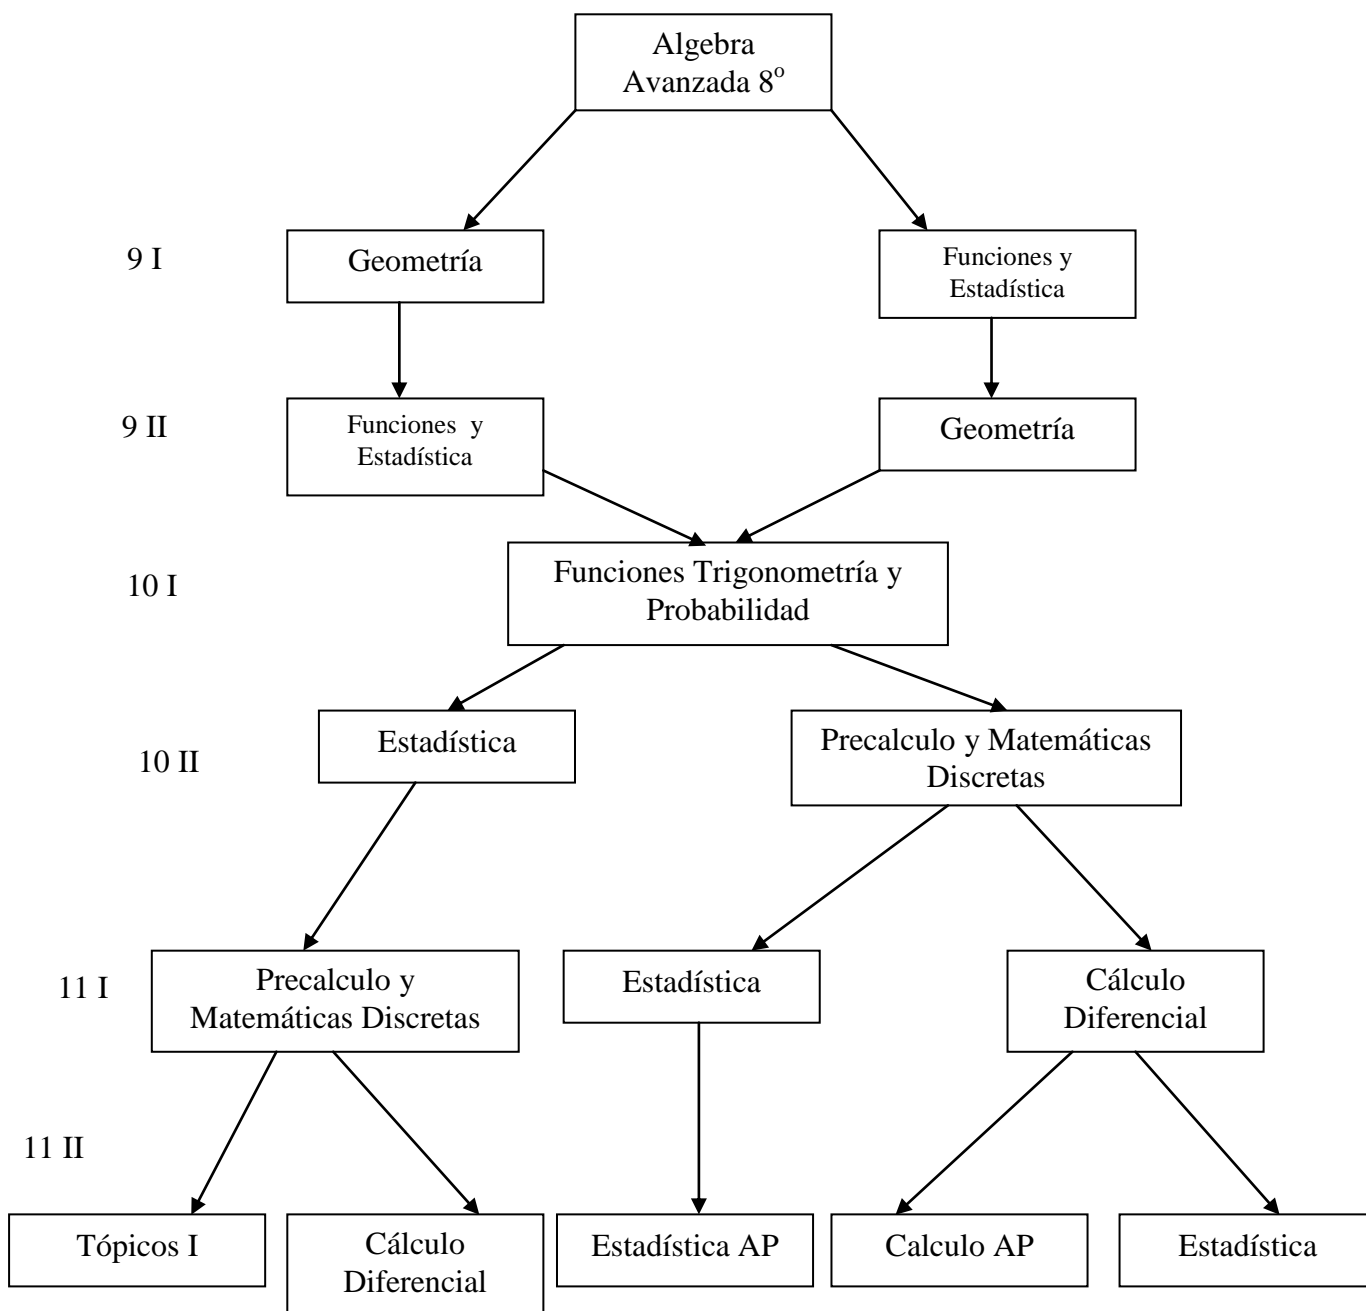 Algebra
Avanzada 8º
9 I
Geometría
Funciones y
Estadística
9 II
Funciones y
Estadística
Geometría
10 I
Funciones Trigonometría y
Probabilidad
10 II
Estadística
Precalculo y Matemáticas
Discretas
11 I
Precalculo y
Matemáticas Discretas
Estadística
Cálculo
Diferencial
11 II
Tópicos I
Cálculo
Diferencial
Estadística AP
Calculo AP
Estadística